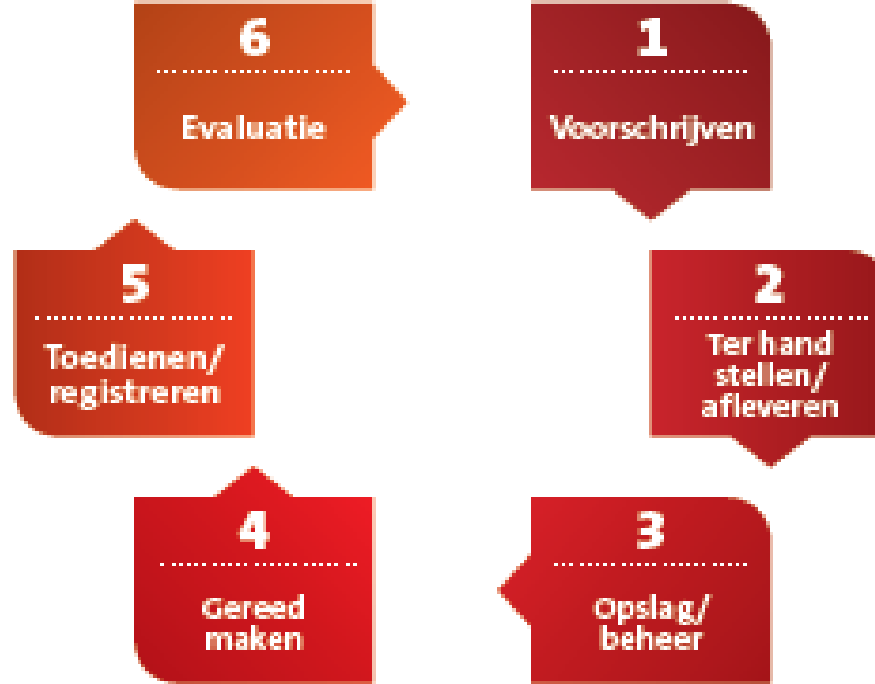 1
Voorschrijven
2
Ter hand
stellen/
afleveren
3
Opslag/
beheer
4
Gereed
maken
5
Toedienen/
registreren
6
Evaluatie